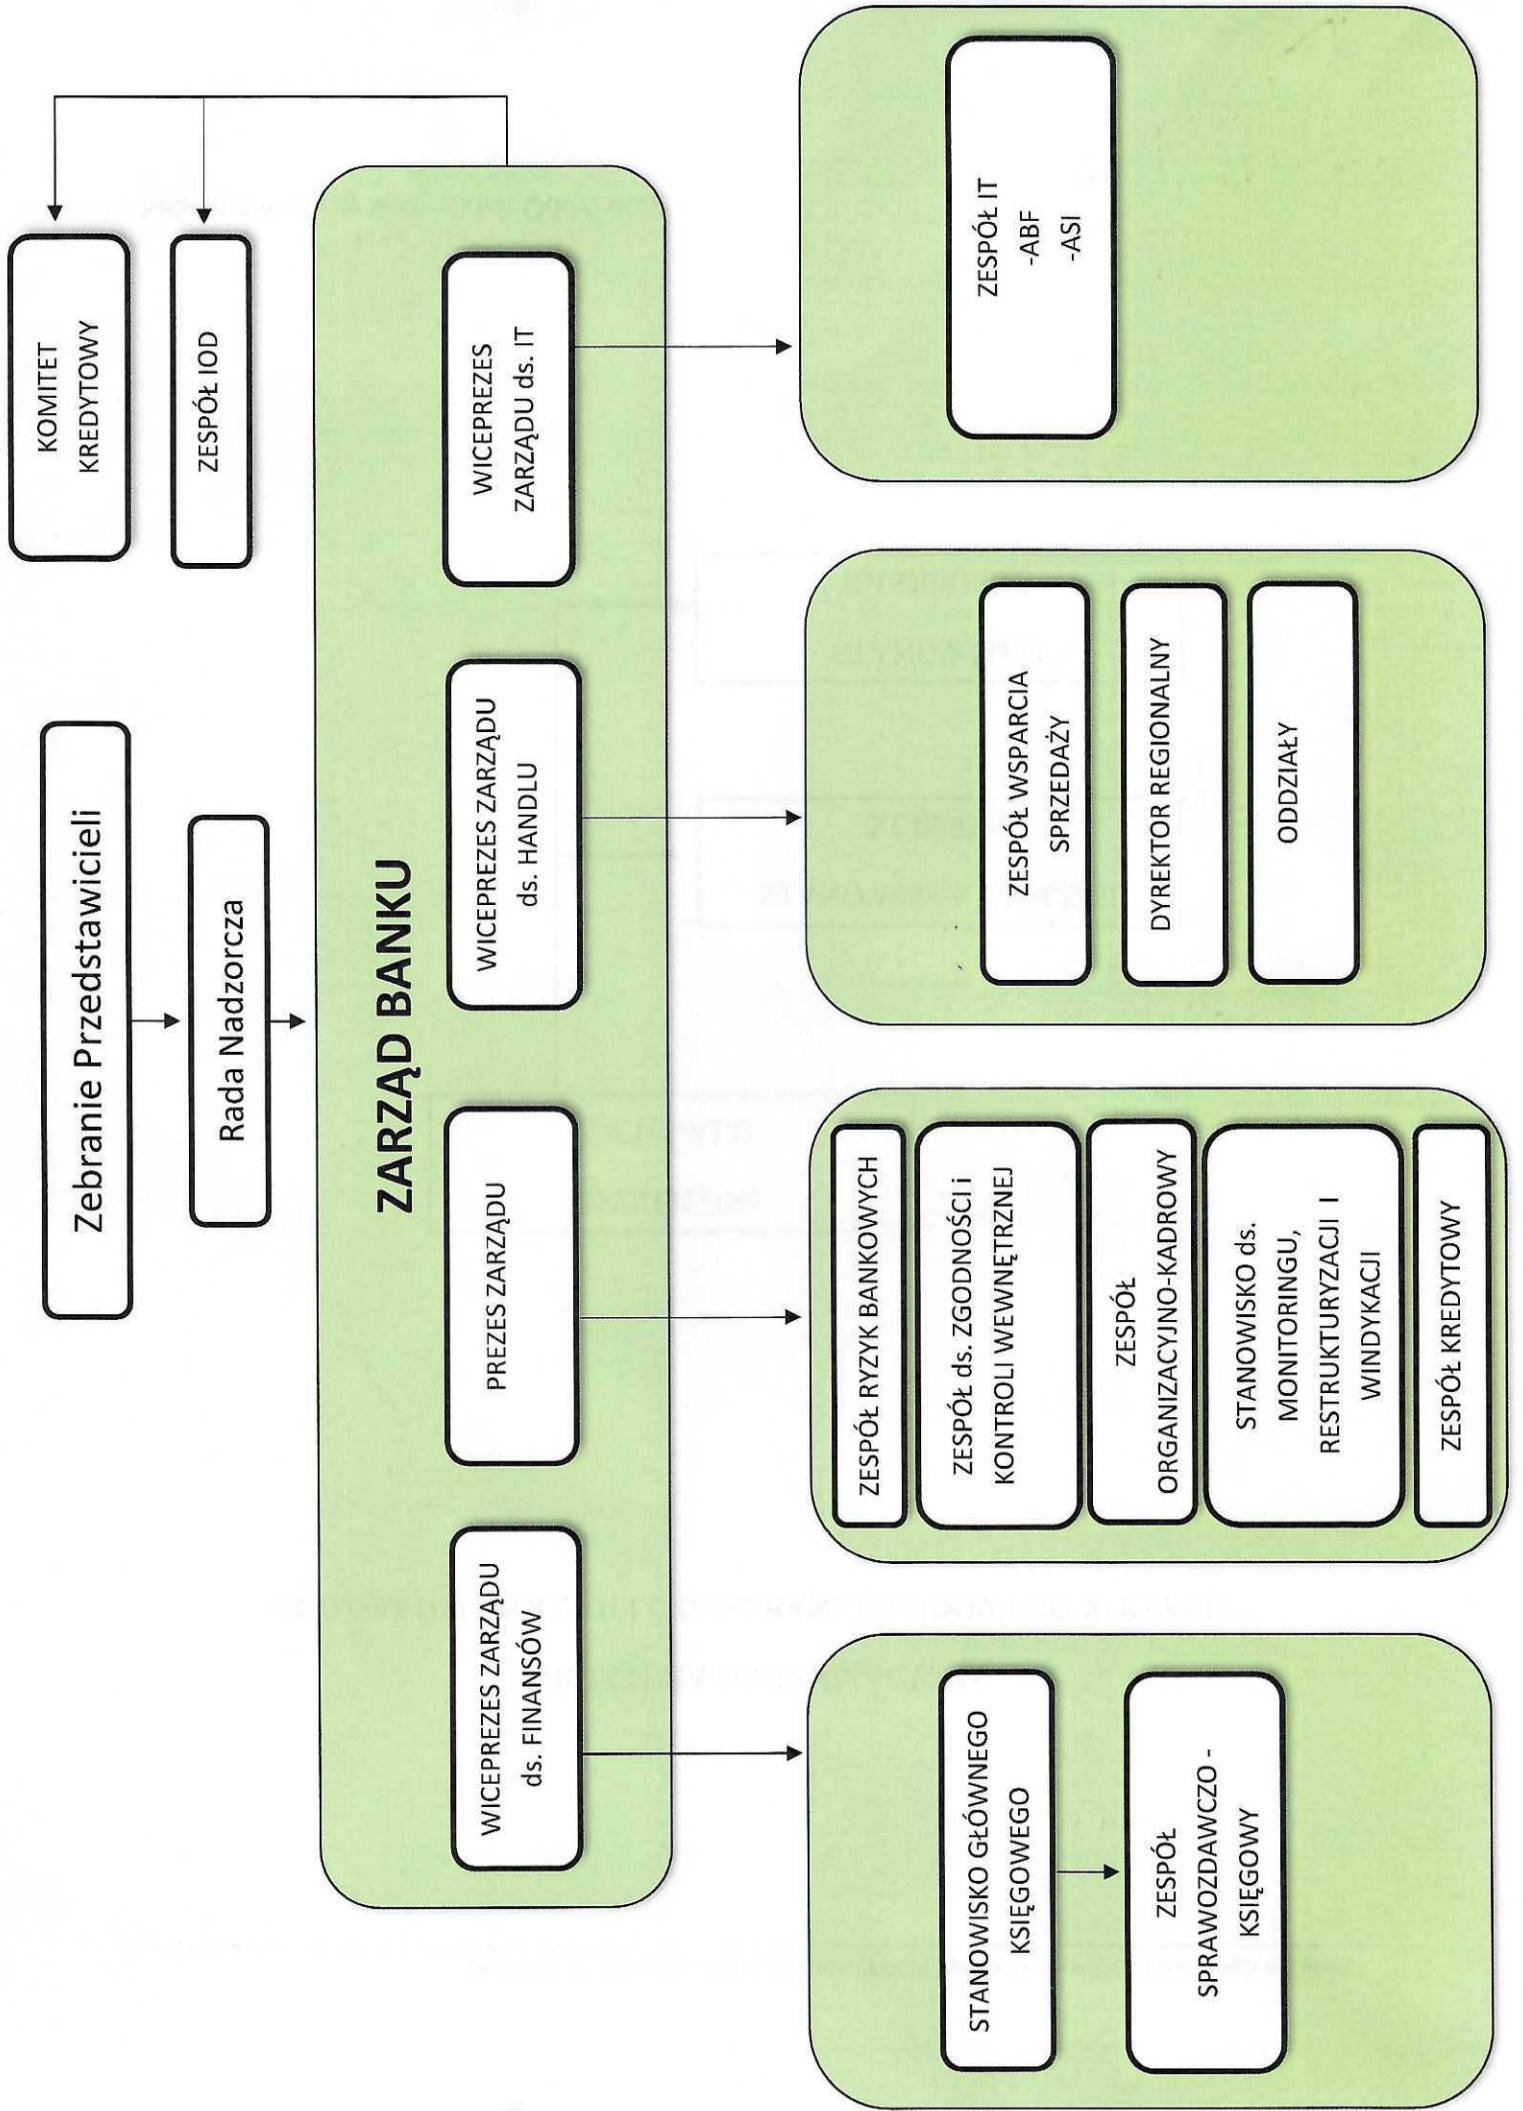 Zebranie Przedstawicieli
KOMITET
KREDYTOWY
Rada Nadzorcza
ZESPÓŁ IOD
ZARZĄD BANKU
WICEPREZES ZARZĄDU
ds. FINANSÓW
PREZES ZARZĄDU
WICEPREZES ZARZĄDU
ds. HANDLU
WICEPREZES
ZARZĄDU ds. IT
STANOWISKO GŁÓWNEGO
KSIĘGOWEGO
ZESPÓŁ
SPRAWOZDAWCZO -
KSIĘGOWY
ZESPÓŁ RYZYK BANKOWYCH
ZESPÓŁ ds. ZGODNOŚCI i
KONTROLI WEWNĘTRZNEJ
ZESPÓŁ
ORGANIZACYJNO-KADROWY
STANOWISKO ds.
MONITORINGU,
RESTRUKTURYZACJI I
WINDYKACJI
ZESPÓŁ KREDYTOWY
ZESPÓŁ WSPARCIA
SPRZEDAŻY
DYREKTOR REGIONALNY
ODDZIAŁY
ZESPÓŁ IT
-ABF
-ASI